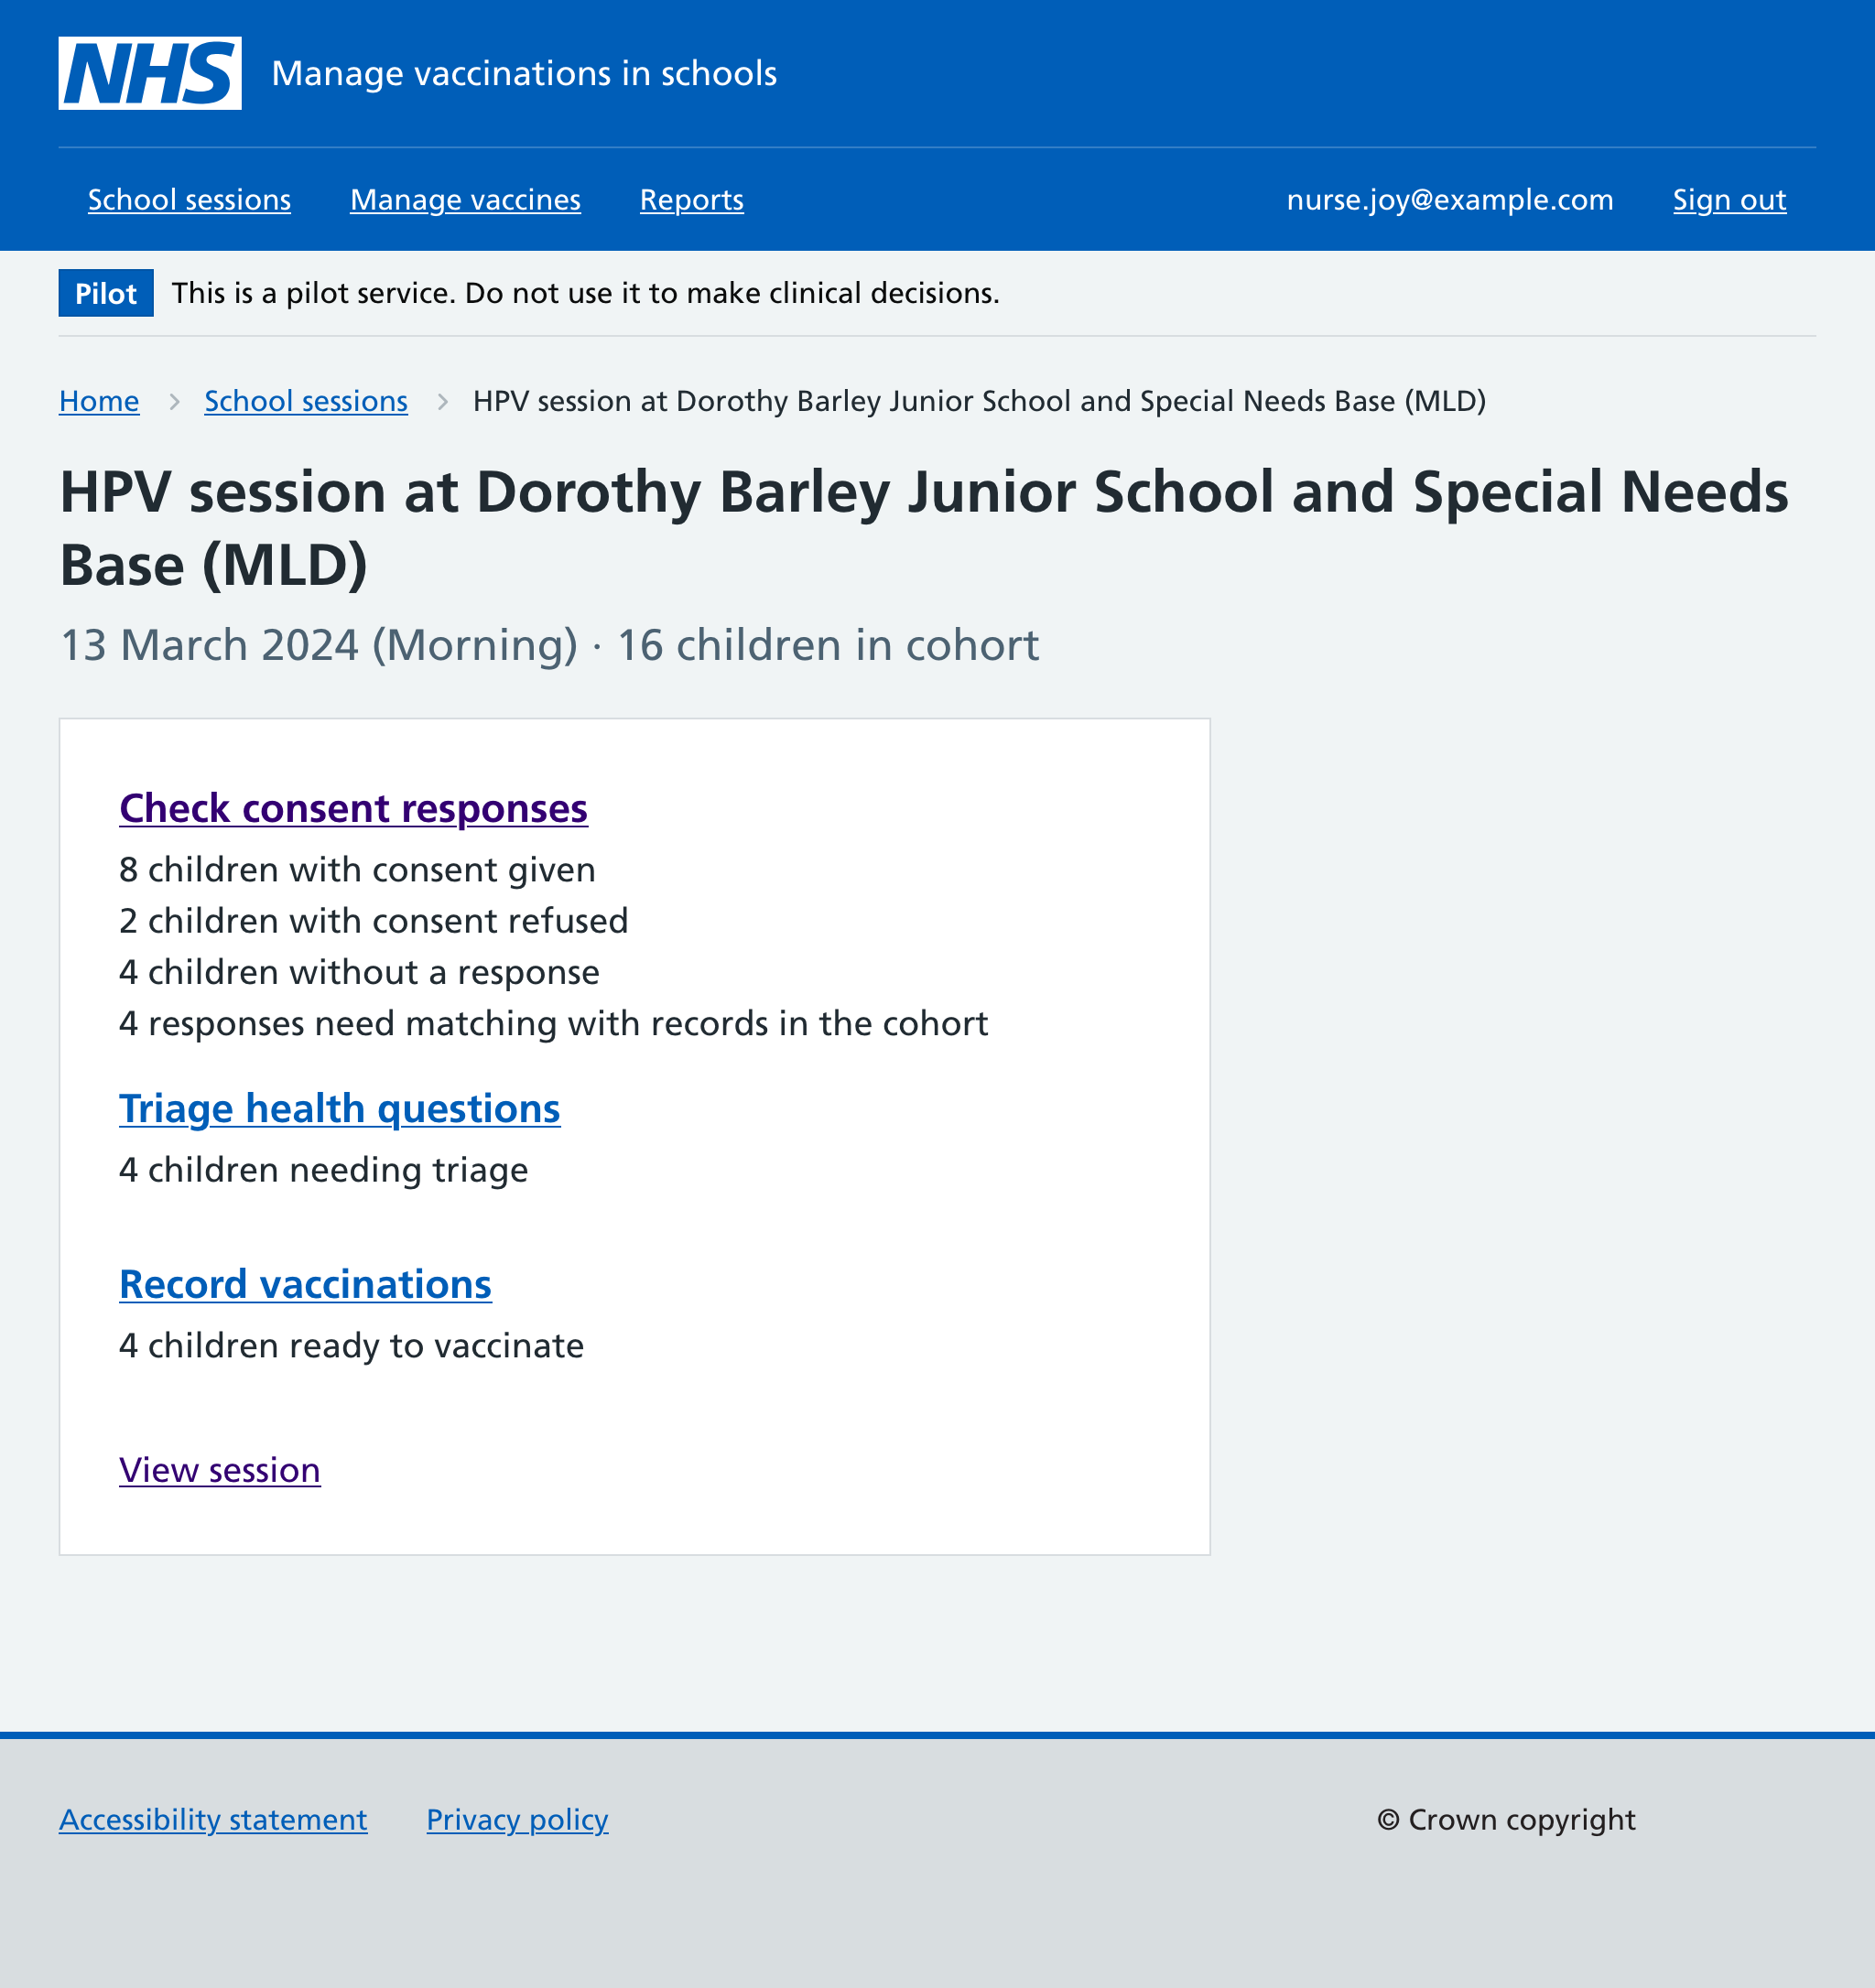 NHS Manage vaccinations in schools
School sessions Manage vaccines Reports nurse.joy@example.com Sign out
Pilot This is a pilot service. Do not use it to make clinical decisions.
Home School sessions HPV session at Dorothy Barley Junior School and Special Needs Base (MLD)
HPV session at Dorothy Barley Junior School and Special Needs
Base (MLD)
13 March 2024 (Morning) · 16 children in cohort
Check consent responses
8 children with consent given
2 children with consent refused
4 children without a response
4 responses need matching with records in the cohort
Triage health questions
4 children needing triage
Record vaccinations
4 children ready to vaccinate
View session
Accessibility statement Privacy policy © Crown copyright